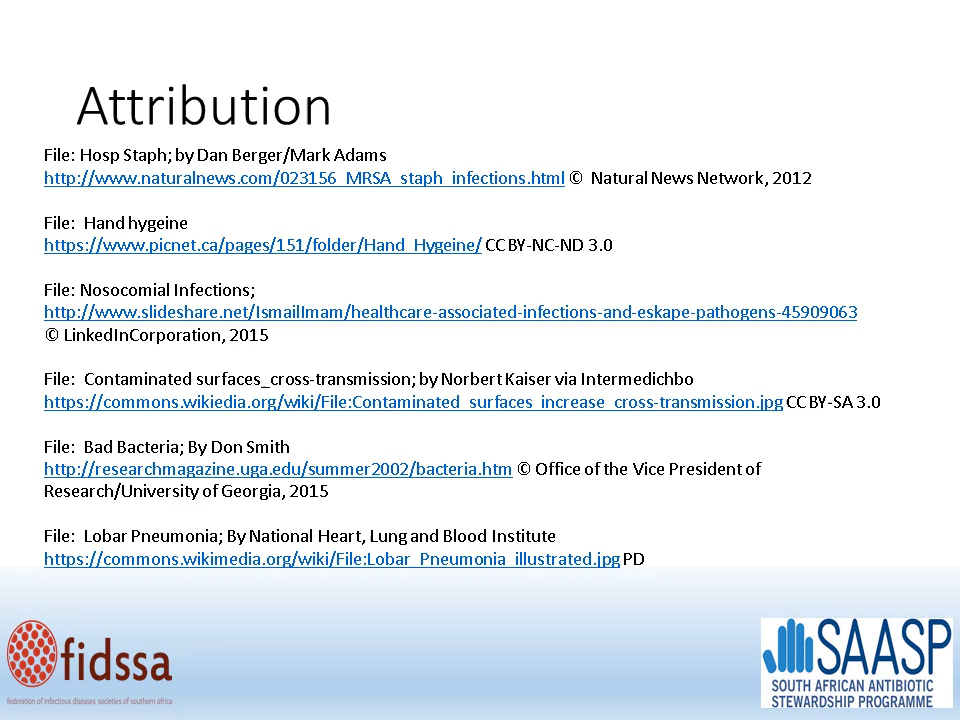 Attribution
File: Hosp Staph; by Dan Berger/Mark Adams
http://www.naturalnews.com/023156_MRSA_staph_infections.html © Natural News Network, 2012
File: Hand hygeine
https://www.picnet.ca/pages/151/folder/Hand_Hygeine/ CC BY-NC-ND 3.0
File: Nosocomial Infections;
http://www.slideshare.net/IsmailImam/healthcare-associated-infections-and-eskape-pathogens-45909063
© LinkedInCorporation, 2015
File: Contaminated surfaces_cross-transmission; by Norbert Kaiser via Intermedichbo
https://commons.wikiedia.org/wiki/File:Contaminated_surfaces_increase_cross-transmission.jpg CC BY-SA 3.0
File: Bad Bacteria; By Don Smith
http://researchmagazine.uga.edu/summer2002/bacteria.htm © Office of the Vice President of
Research/University of Georgia, 2015
File: Lobar Pneumonia; By National Heart, Lung and Blood Institute
https://commons.wikimedia.org/wiki/File:Lobar_Pneumonia_illustrated.jpg PD
fidssa
federation of infectious diseases societies of southern africa
SAASP
SOUTH AFRICAN ANTIBIOTIC
STEWARDSHIP PROGRAMME